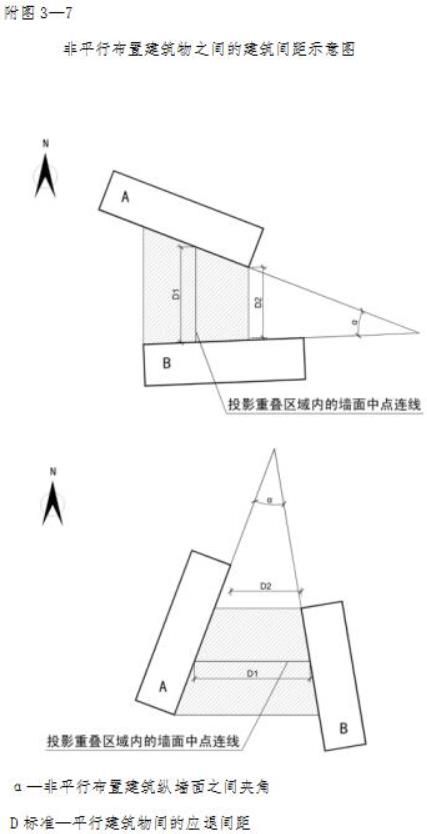 附图3—7
非平行布置建筑物之间的建筑间距示意图
N
A
D1
D2
α
B
投影重叠区域内的墙面中点连线
N
α
D2
A
D1
B
投影重叠区域内的墙面中点连线
α—非平行布置建筑纵墙面之间夹角
D标准—平行建筑物间的应退间距